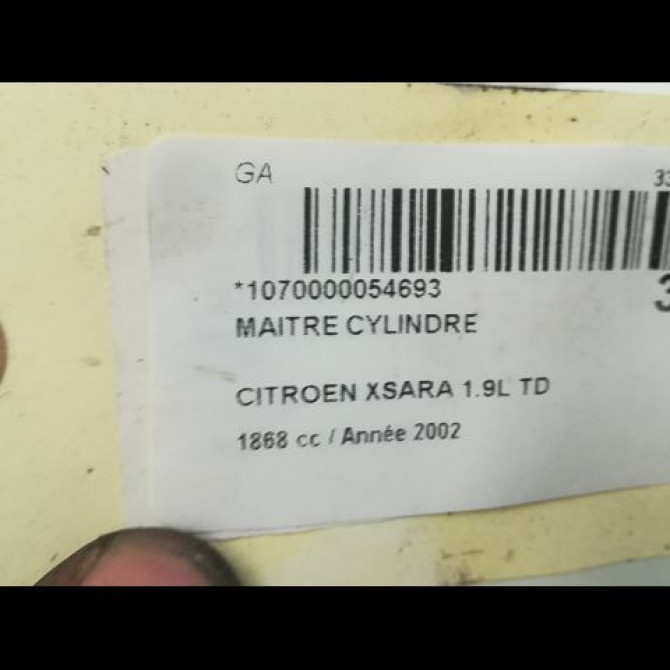 GA
*1070000054693
MAITRE CYLINDRE
CITROEN XSARA 1.9L TD
1868 cc / Année 2002